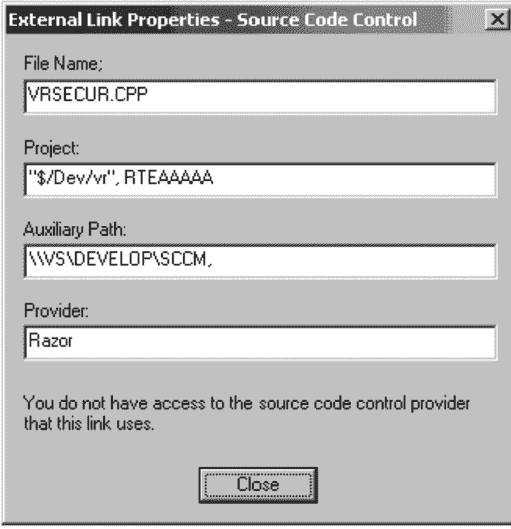 External Link Properties - Source Code Control
File Name;
VRSECUR.CPP
Project:
"$/Dev/vr", RTEAAAAA
Auxiliary Path:
\\VS\DEVELOP\SCCM,
Provider:
Razor
You do not have access to the source code control provider
that this link uses.
Close